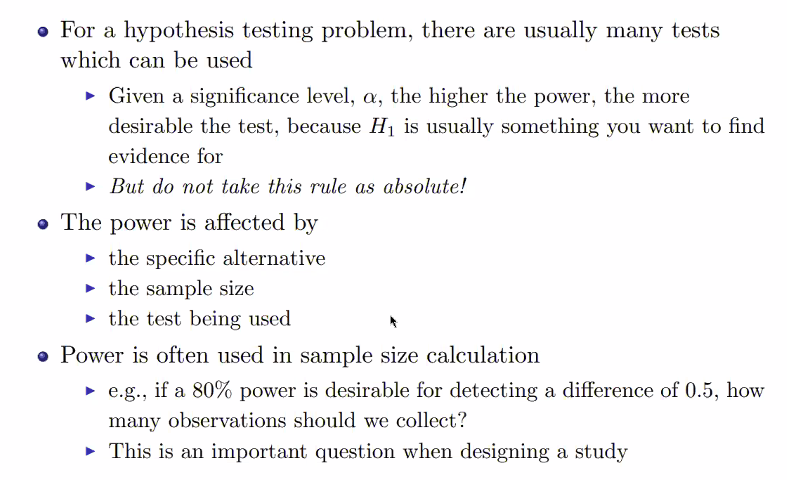 For a hypothesis testing problem, there are usually many tests
which can be used
Given a significance level, α, the higher the power, the more
desirable the test, because H₁ is usually something you want to find
evidence for
But do not take this rule as absolute!
The power is affected by
the specific alternative
the sample size
the test being used
Power is often used in sample size calculation
e.g., if a 80% power is desirable for detecting a difference of 0.5, how
many observations should we collect?
This is an important question when designing a study